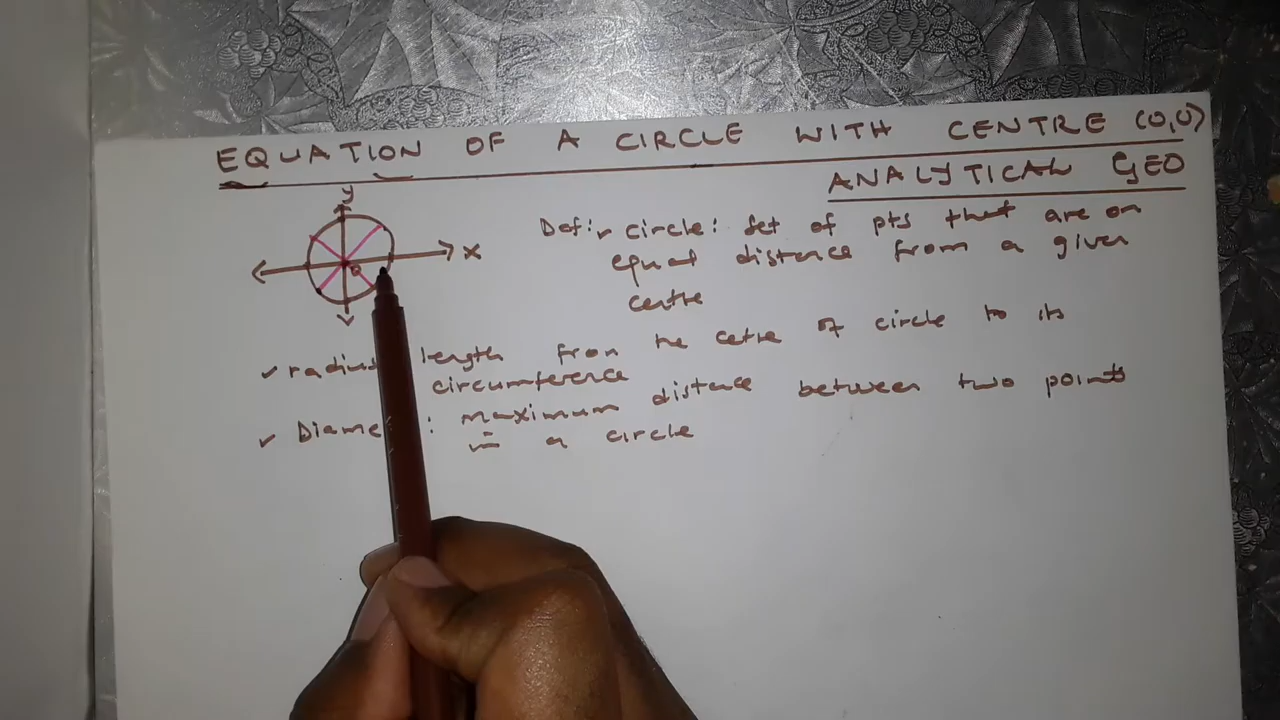 EQUATION OF A CIRCLE WITH CENTRE (0,0)
ANALYTICAL GEO
y
x
Def: circle: Set of pts that are on
equal distance from a given
centre
radius length from the cetre of circle to its
circumference
Diame : maximum distance between two points
in a circle